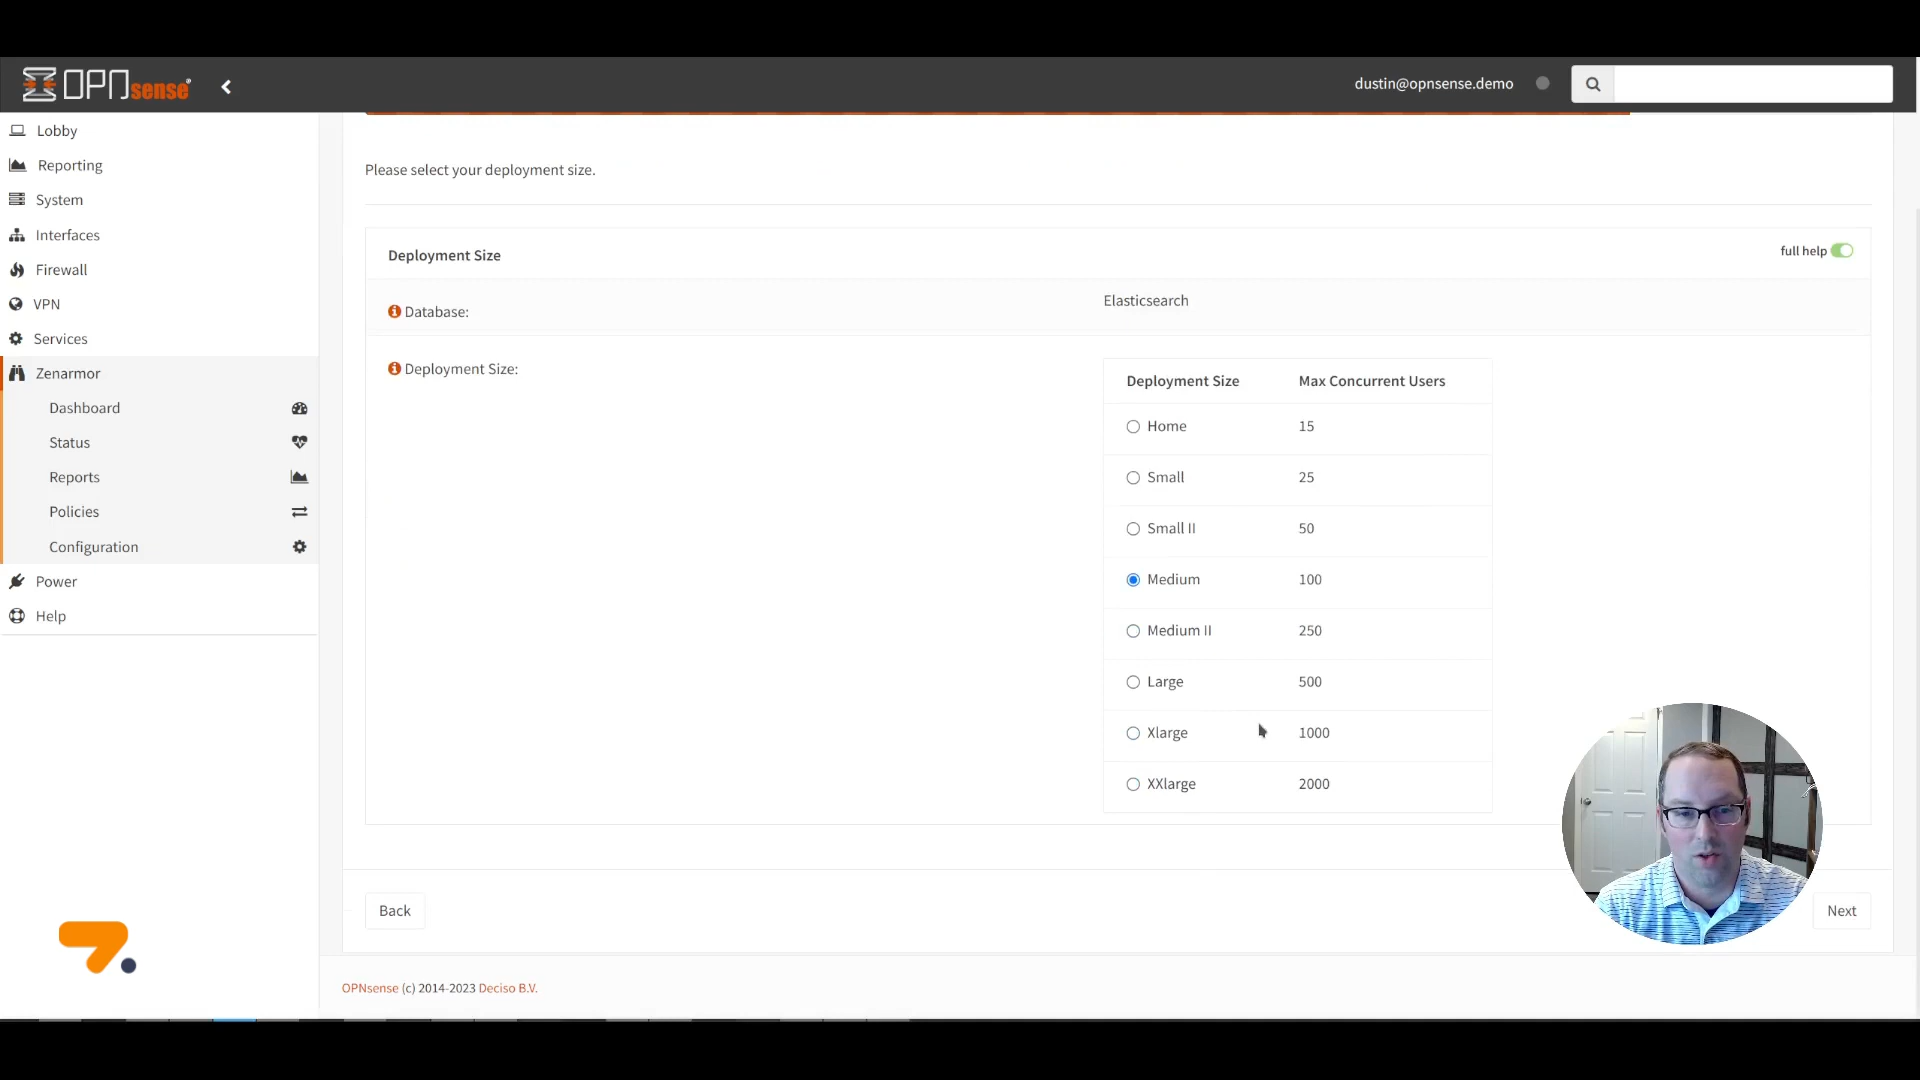 OPNsense
dustin@opnsense.demo
Lobby
Reporting
System
Interfaces
Firewall
VPN
Services
Zenarmor
Dashboard
Status
Reports
Policies
Configuration
Power
Help
Please select your deployment size.
Deployment Size
full help
Database:
Elasticsearch
Deployment Size:
Deployment Size Max Concurrent Users
Home 15
Small 25
Small II 50
Medium 100
Medium II 250
Large 500
Xlarge 1000
XXlarge 2000
Back
Next
OPNsense (c) 2014-2023 Deciso B.V.